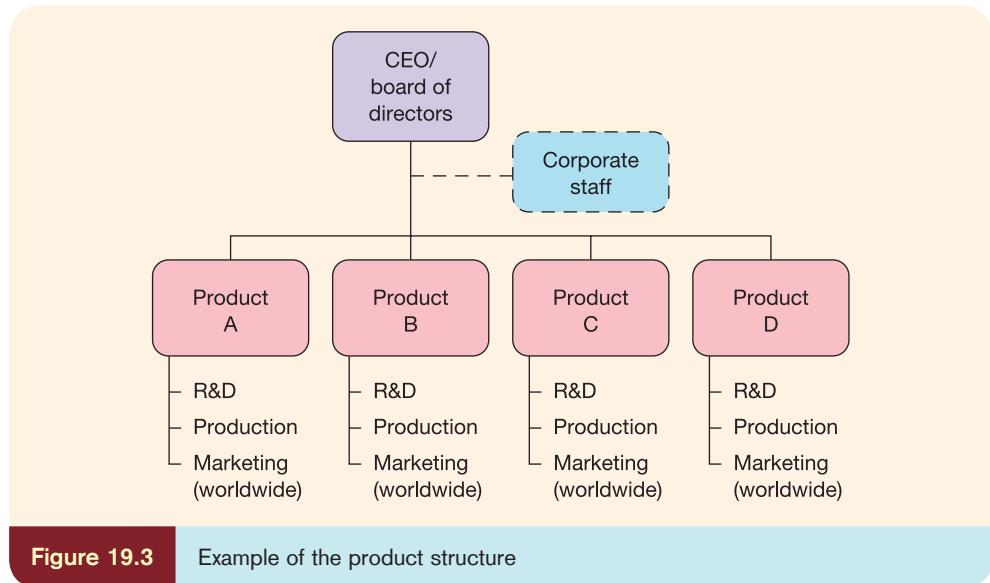 CEO/
board of
directors
Corporate
staff
Product
A
Product
B
Product
C
Product
D
R&D
Production
Marketing
(worldwide)
R&D
Production
Marketing
(worldwide)
R&D
Production
Marketing
(worldwide)
R&D
Production
Marketing
(worldwide)
Figure 19.3
Example of the product structure